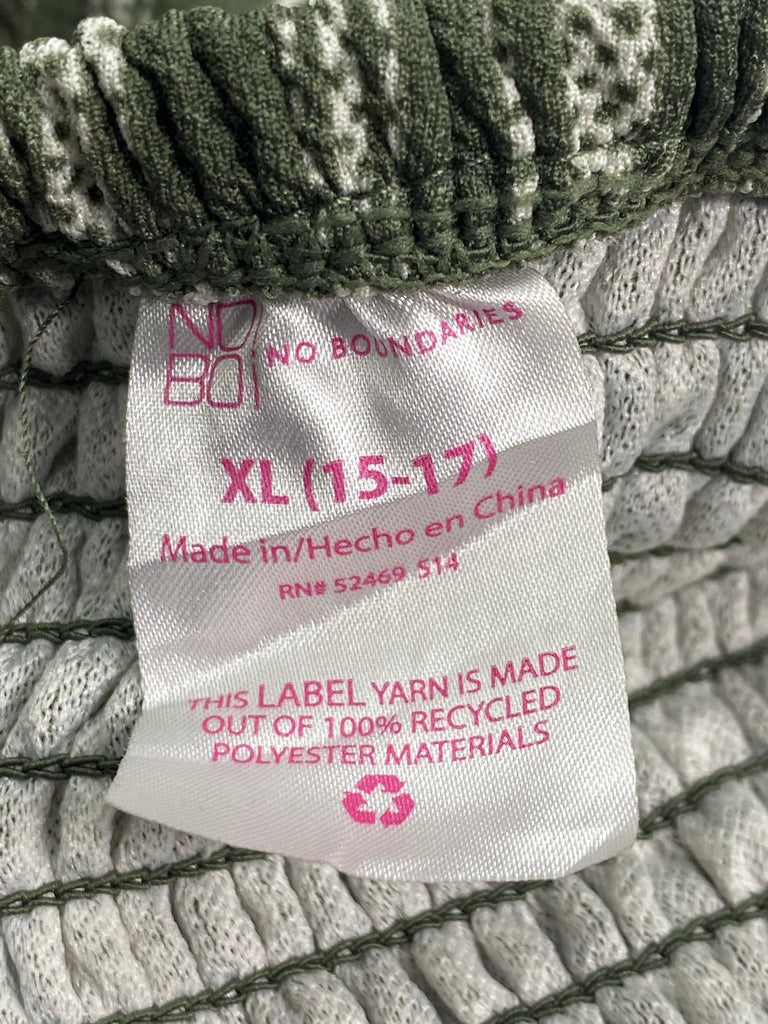 NO
BO
NO BOUNDARIES
XL (15-17)
Made in/Hecho en China
RN# 52469 S14
THIS LABEL YARN IS MADE
OUT OF 100% RECYCLED
POLYESTER MATERIALS